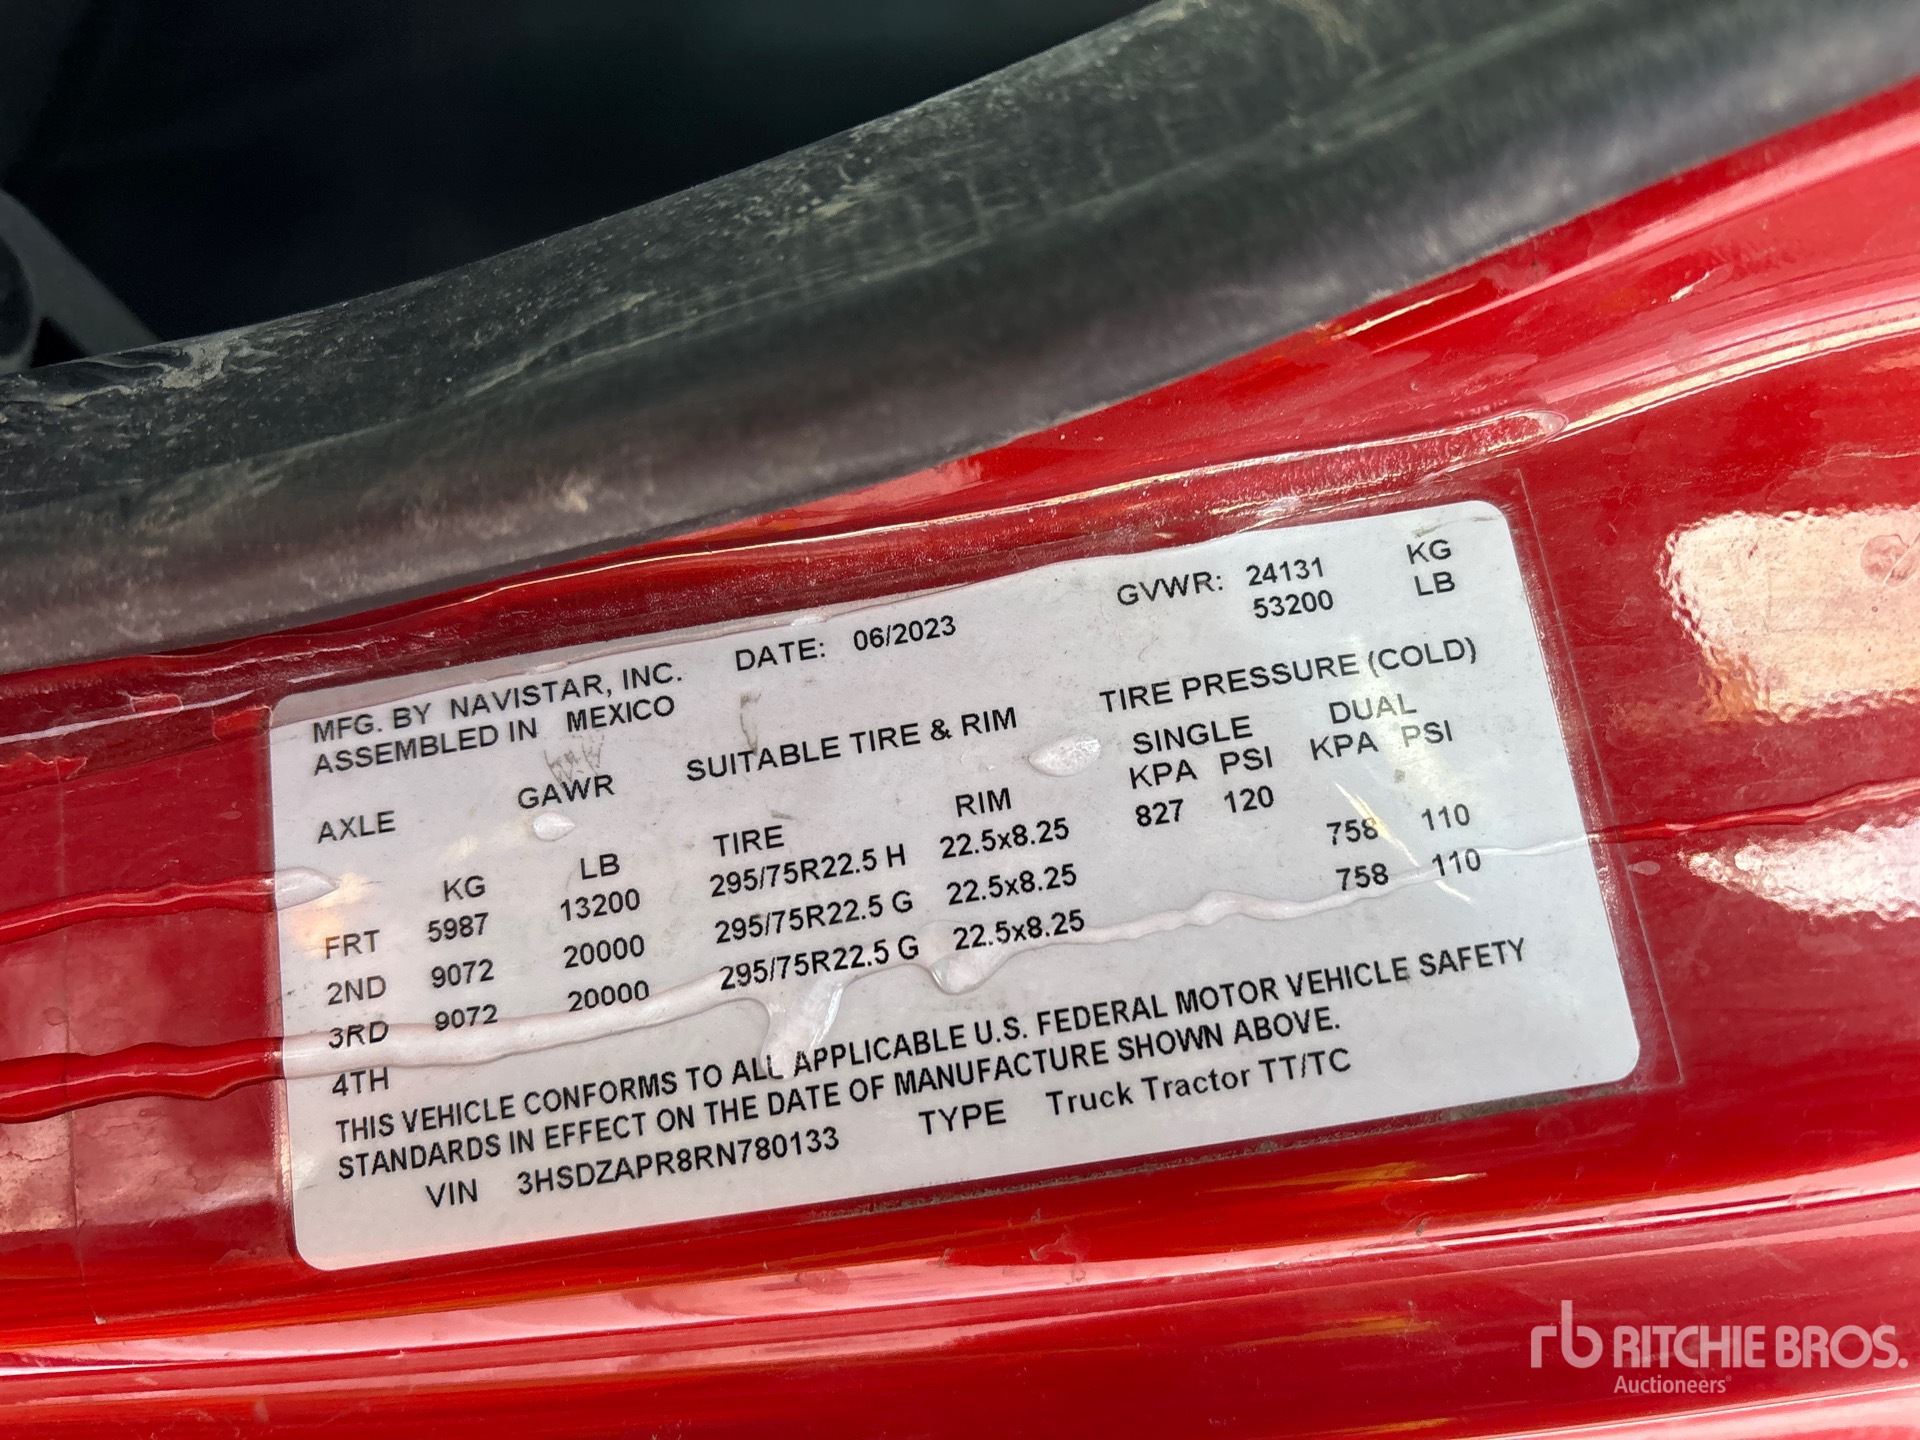 MFG. BY NAVISTAR, INC. DATE: 06/2023 GVWR: 24131 KG
ASSEMBLED IN MEXICO 53200 LB
SUITABLE TIRE & RIM TIRE PRESSURE (COLD)
AXLE GAWR SINGLE DUAL
KG LB TIRE RIM KPA PSI KPA PSI
FRT 5987 13200 295/75R22.5 H 22.5x8.25 827 120
2ND 9072 20000 295/75R22.5 G 22.5x8.25 758 110
3RD 9072 20000 295/75R22.5 G 22.5x8.25 758 110
4TH
THIS VEHICLE CONFORMS TO ALL APPLICABLE U.S. FEDERAL MOTOR VEHICLE SAFETY
STANDARDS IN EFFECT ON THE DATE OF MANUFACTURE SHOWN ABOVE.
VIN 3HSDZAPR8RN780133 TYPE Truck Tractor TT/TC
rb RITCHIE BROS.
Auctioneers